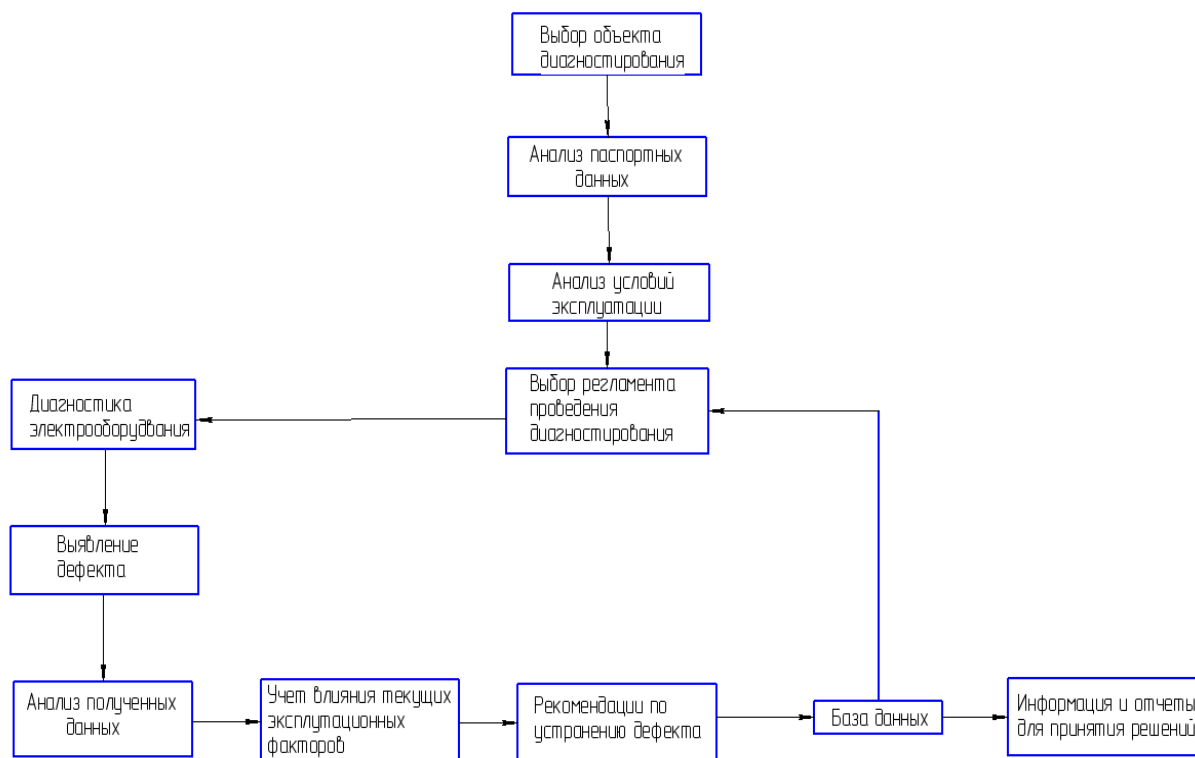 Выбор объекта
диагностирования
Анализ паспортных
данных
Анализ условий
эксплуатации
Выбор регламента
проведения
диагностирования
Диагностика
электрооборудвания
Выявление
дефекта
Анализ полученных
данных
Учет влияния текущих
эксплутационных
факторов
Рекомендации по
устранению дефекта
База данных
Информация и отчеты
для принятия решений